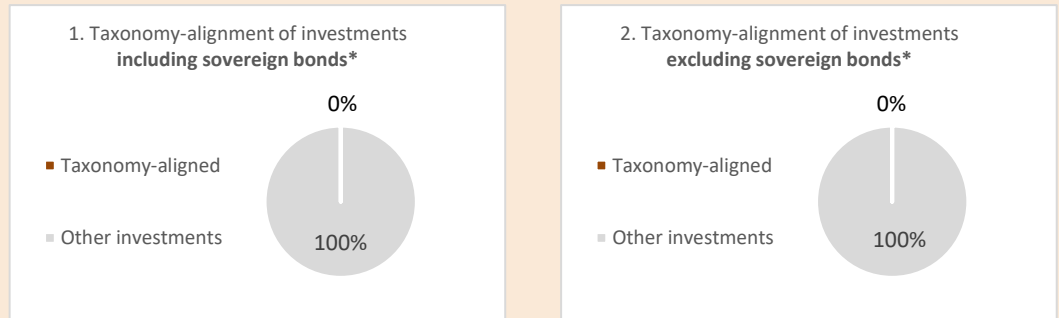 1. Taxonomy-alignment of investments
including sovereign bonds*
0%
Taxonomy-aligned
Other investments
100%
2. Taxonomy-alignment of investments
excluding sovereign bonds*
0%
Taxonomy-aligned
Other investments
100%